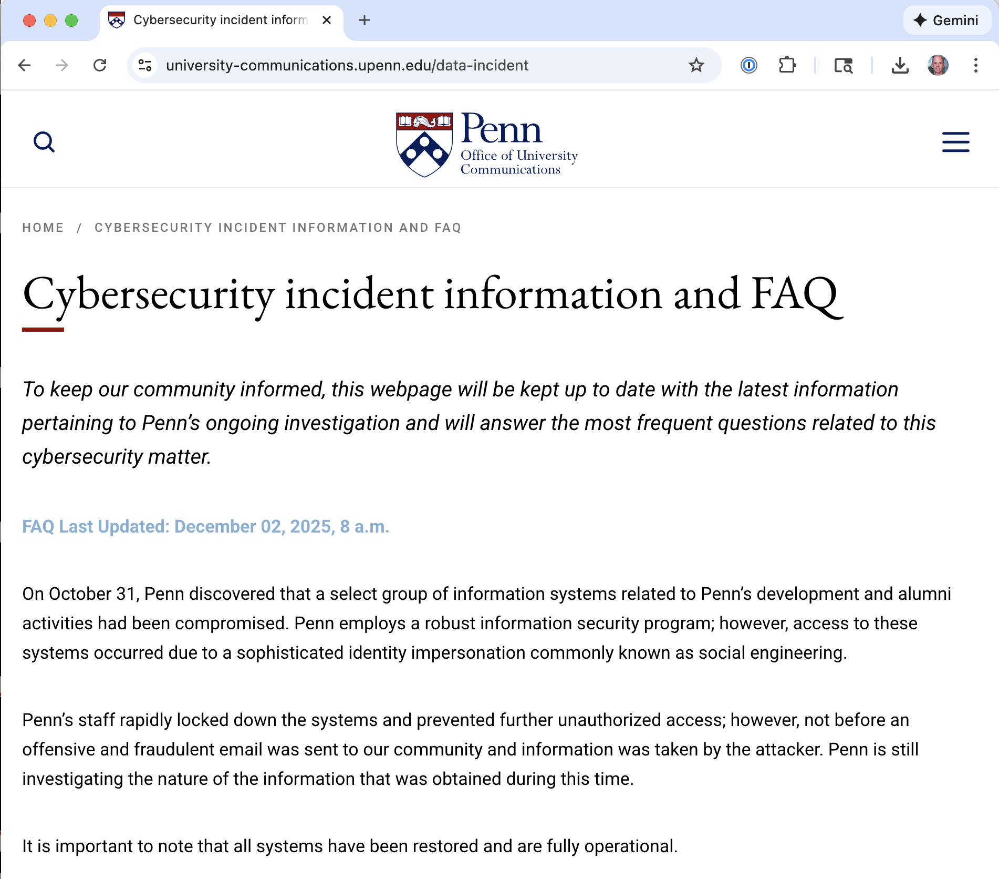 Cybersecurity incident inform
Gemini
university-communications.upenn.edu/data-incident
Penn
Office of University
Communications
HOME / CYBERSECURITY INCIDENT INFORMATION AND FAQ
Cybersecurity incident information and FAQ
To keep our community informed, this webpage will be kept up to date with the latest information
pertaining to Penn’s ongoing investigation and will answer the most frequent questions related to this
cybersecurity matter.
FAQ Last Updated: December 02, 2025, 8 a.m.
On October 31, Penn discovered that a select group of information systems related to Penn’s development and alumni
activities had been compromised. Penn employs a robust information security program; however, access to these
systems occurred due to a sophisticated identity impersonation commonly known as social engineering.
Penn’s staff rapidly locked down the systems and prevented further unauthorized access; however, not before an
offensive and fraudulent email was sent to our community and information was taken by the attacker. Penn is still
investigating the nature of the information that was obtained during this time.
It is important to note that all systems have been restored and are fully operational.